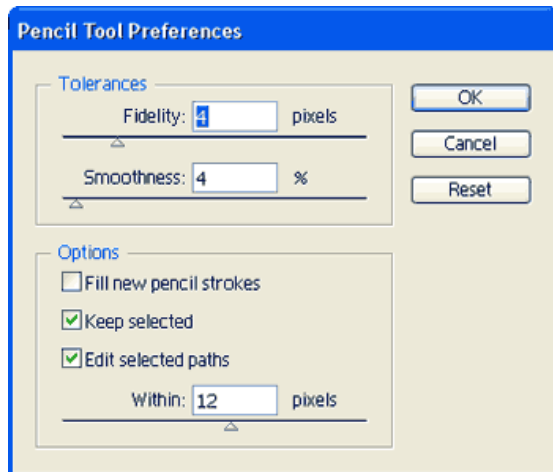 Pencil Tool Preferences
Tolerances
Fidelity: 4 pixels
Smoothness: 4 %
OK
Cancel
Reset
Options
Fill new pencil strokes
Keep selected
Edit selected paths
Within: 12 pixels